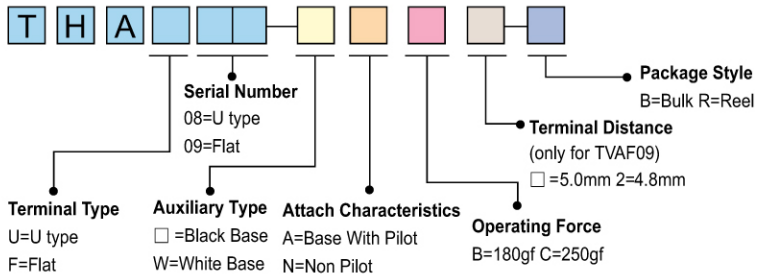 T H A
Serial Number
08=U type
09=Flat
Package Style
B=Bulk R=Reel
Terminal Distance
(only for TVAF09)
□ =5.0mm 2=4.8mm
Terminal Type
U=U type
F=Flat
Auxiliary Type
□ =Black Base
W=White Base
Attach Characteristics
A=Base With Pilot
N=Non Pilot
Operating Force
B=180gf C=250gf